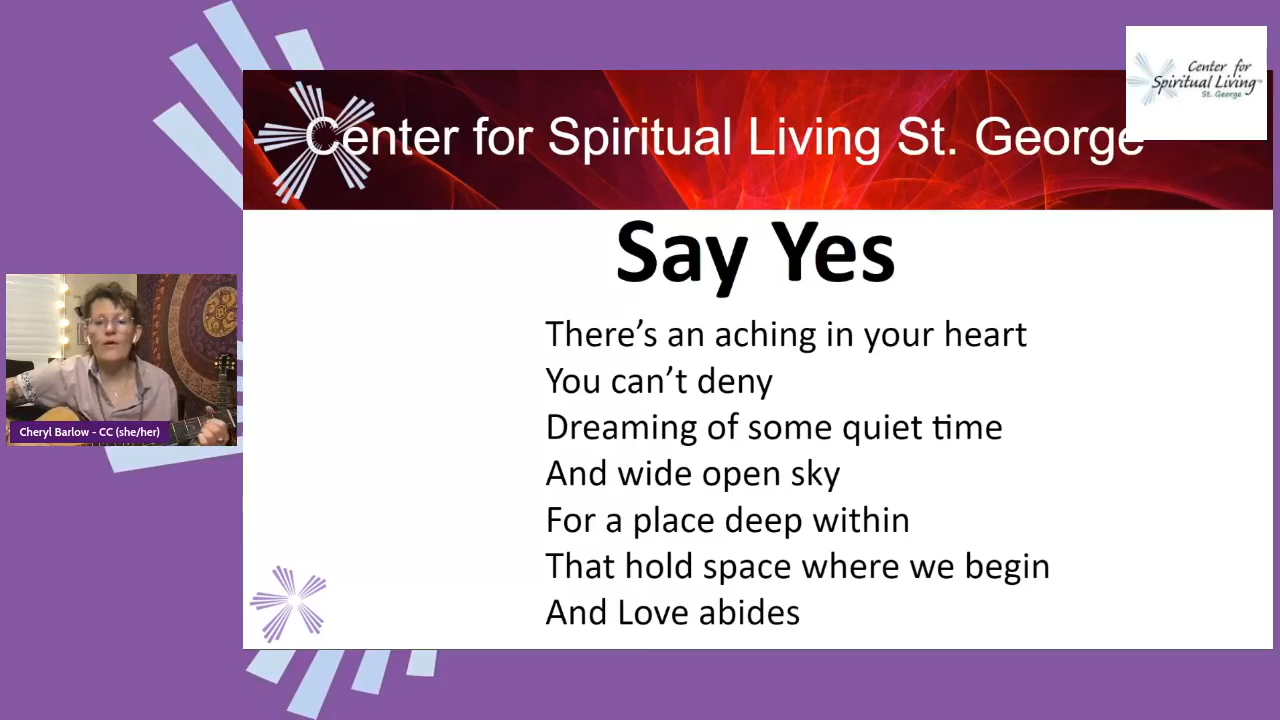 Center for
Spiritual Living™
St. George
Center for Spiritual Living St. George
Say Yes
There’s an aching in your heart
You can’t deny
Dreaming of some quiet time
And wide open sky
For a place deep within
That hold space where we begin
And Love abides
Cheryl Barlow - CC (she/her)